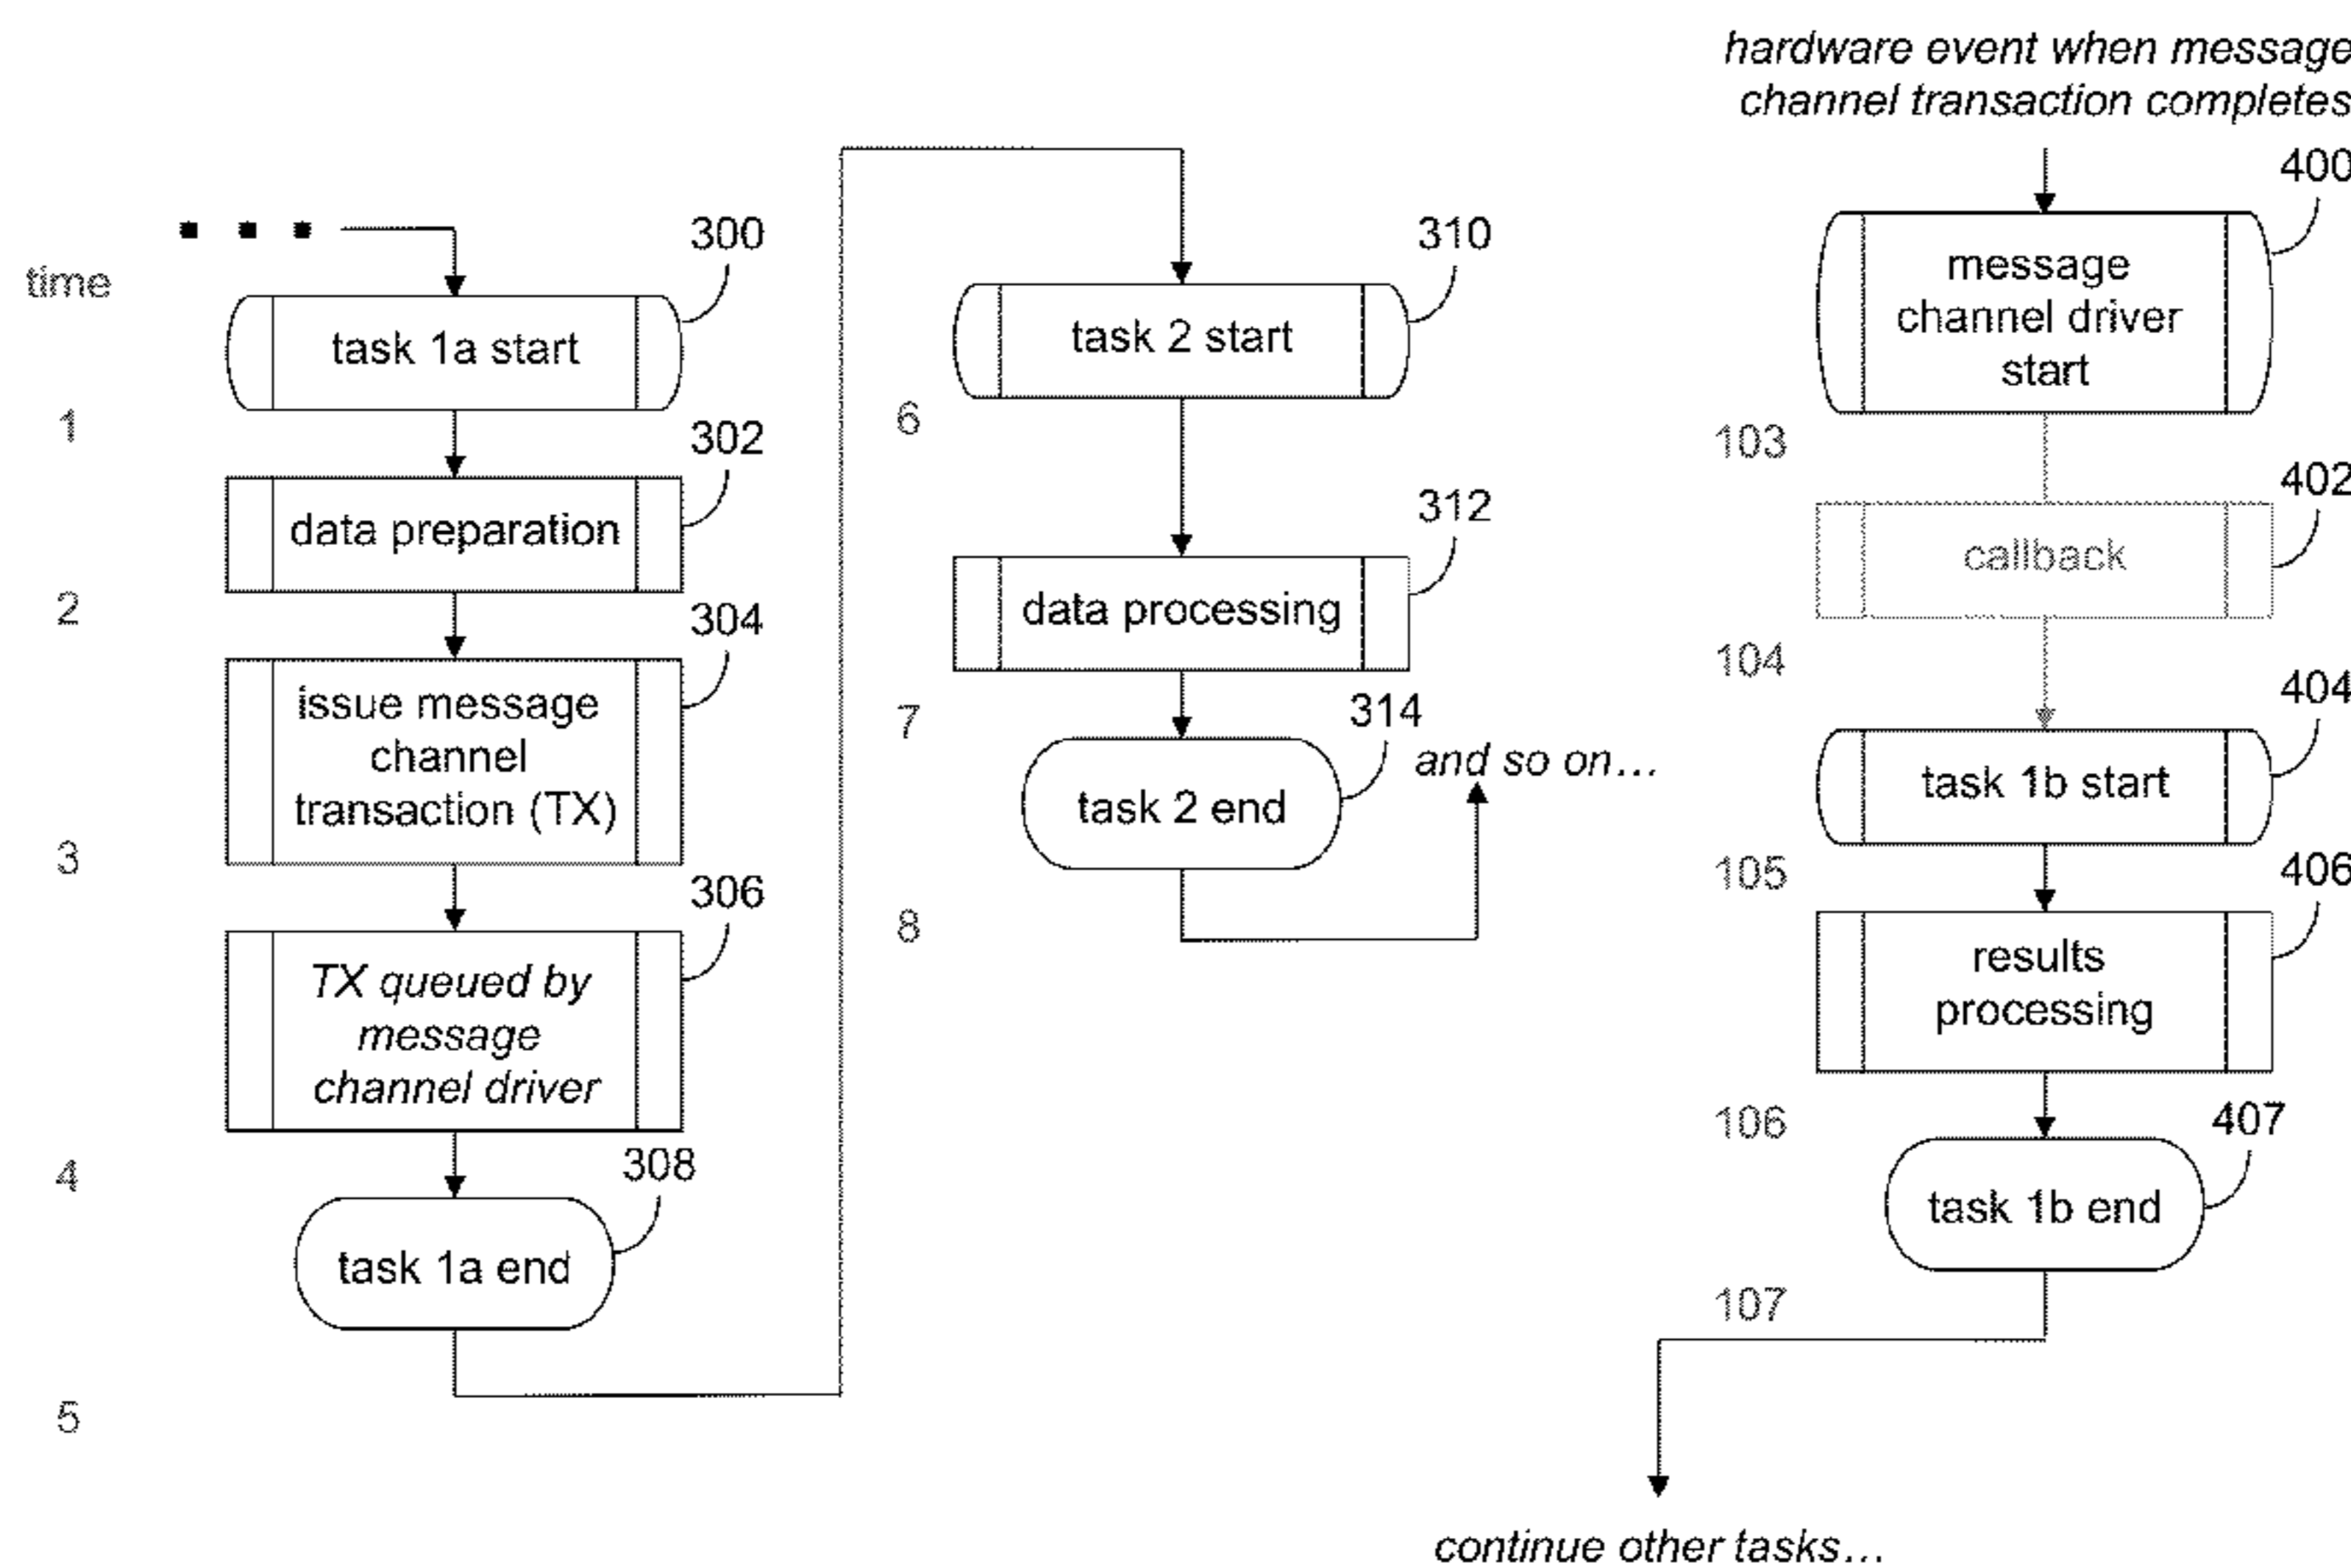 time
300
task 1a start
1
302
data preparation
2
304
issue message
channel
transaction (TX)
3
306
TX queued by
message
channel driver
4
308
task 1a end
5
310
task 2 start
6
312
data processing
7
314
task 2 end
and so on...
8
hardware event when message
channel transaction completes
400
message
channel driver
start
103
402
callback
104
404
task 1b start
105
406
results
processing
106
407
task 1b end
107
continue other tasks...